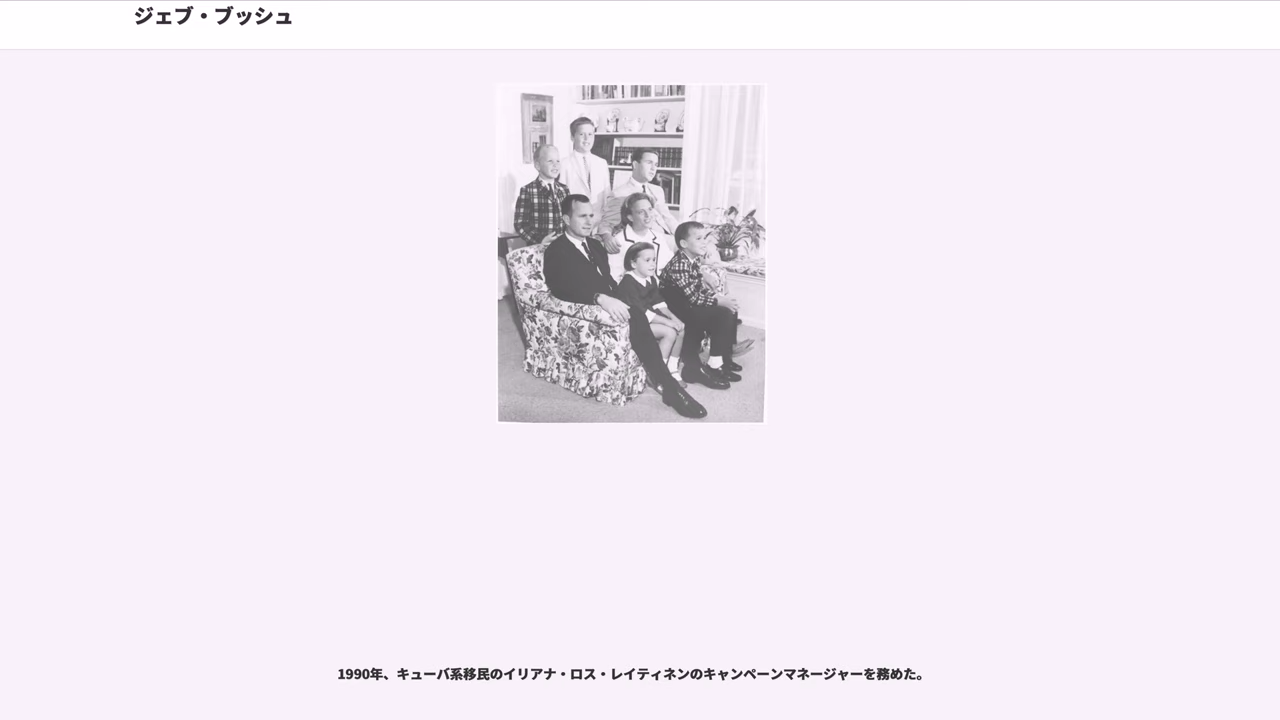 ジェブ・ブッシュ
1990年、キューバ系移民のイリアナ・ロス・レイティネンのキャンペーンマネージャーを務めた。